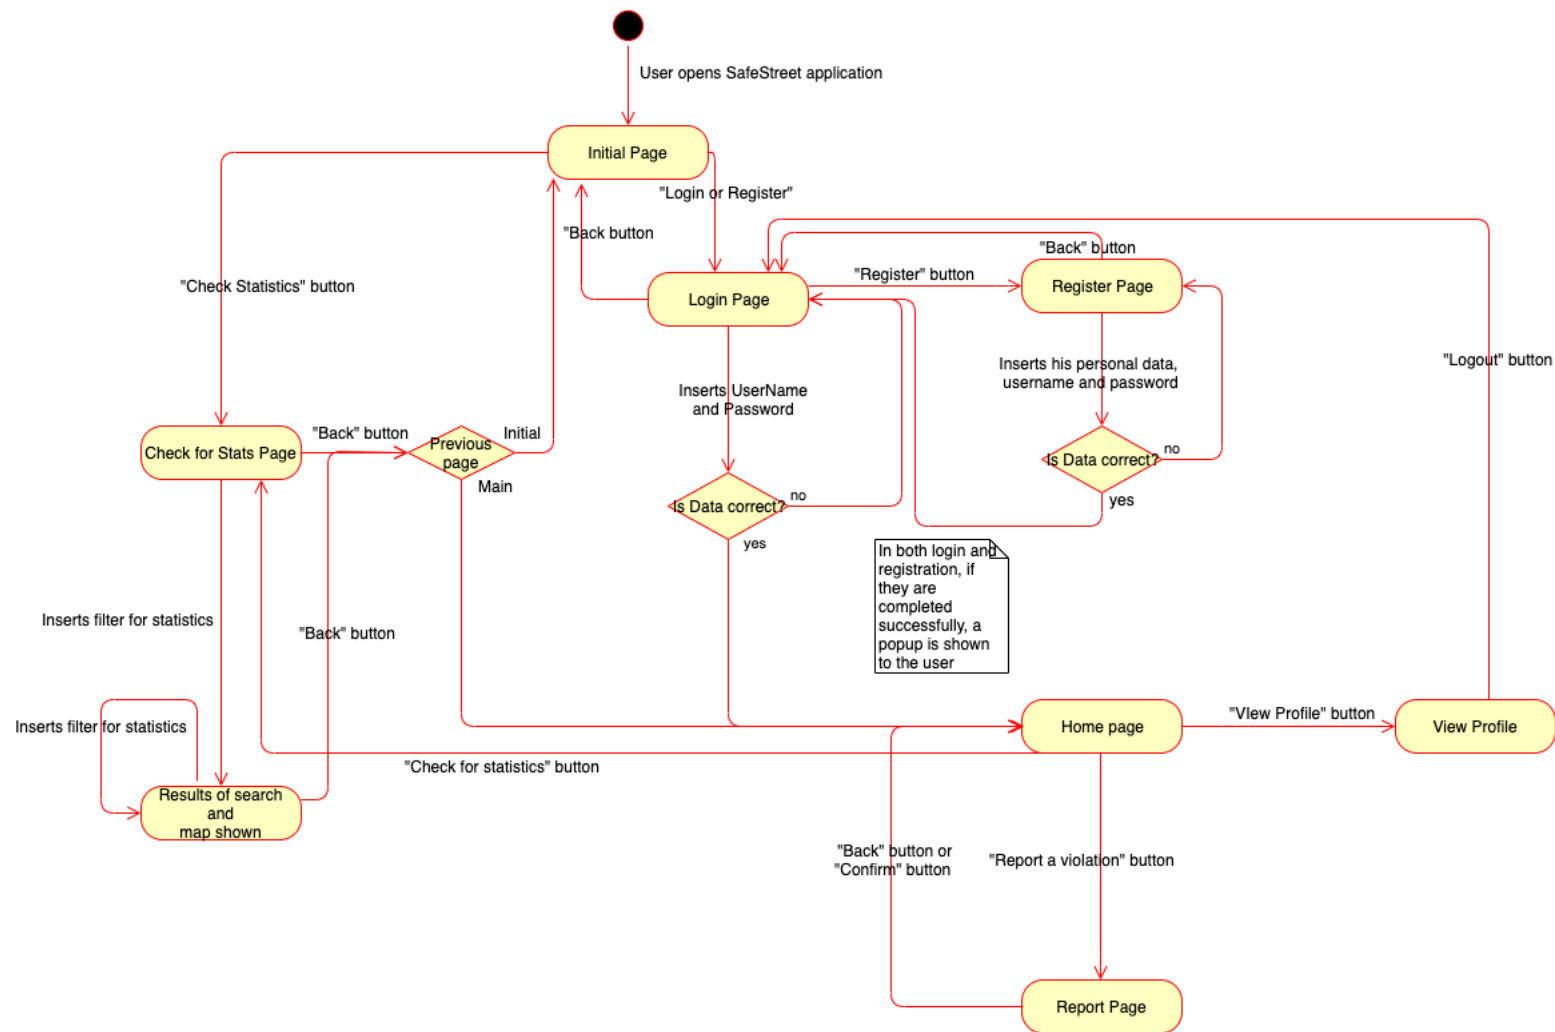 User opens SafeStreet application
Initial Page
"Login or Register"
"Back button
"Back" button
"Check Statistics" button
"Register" button
Login Page
Register Page
"Logout" button
Inserts his personal data,
username and password
Inserts UserName
and Password
"Back" button
Initial
Check for Stats Page
Previous
page
Main
Is Data correct?
no
yes
Is Data correct?
no
yes
In both login and
registration, if
they are
completed
successfully, a
popup is shown
to the user
Inserts filter for statistics
"Back" button
Inserts filter for statistics
Home page
"VIew Profile" button
View Profile
"Check for statistics" button
Results of search
and
map shown
"Back" button or
"Confirm" button
"Report a violation" button
Report Page